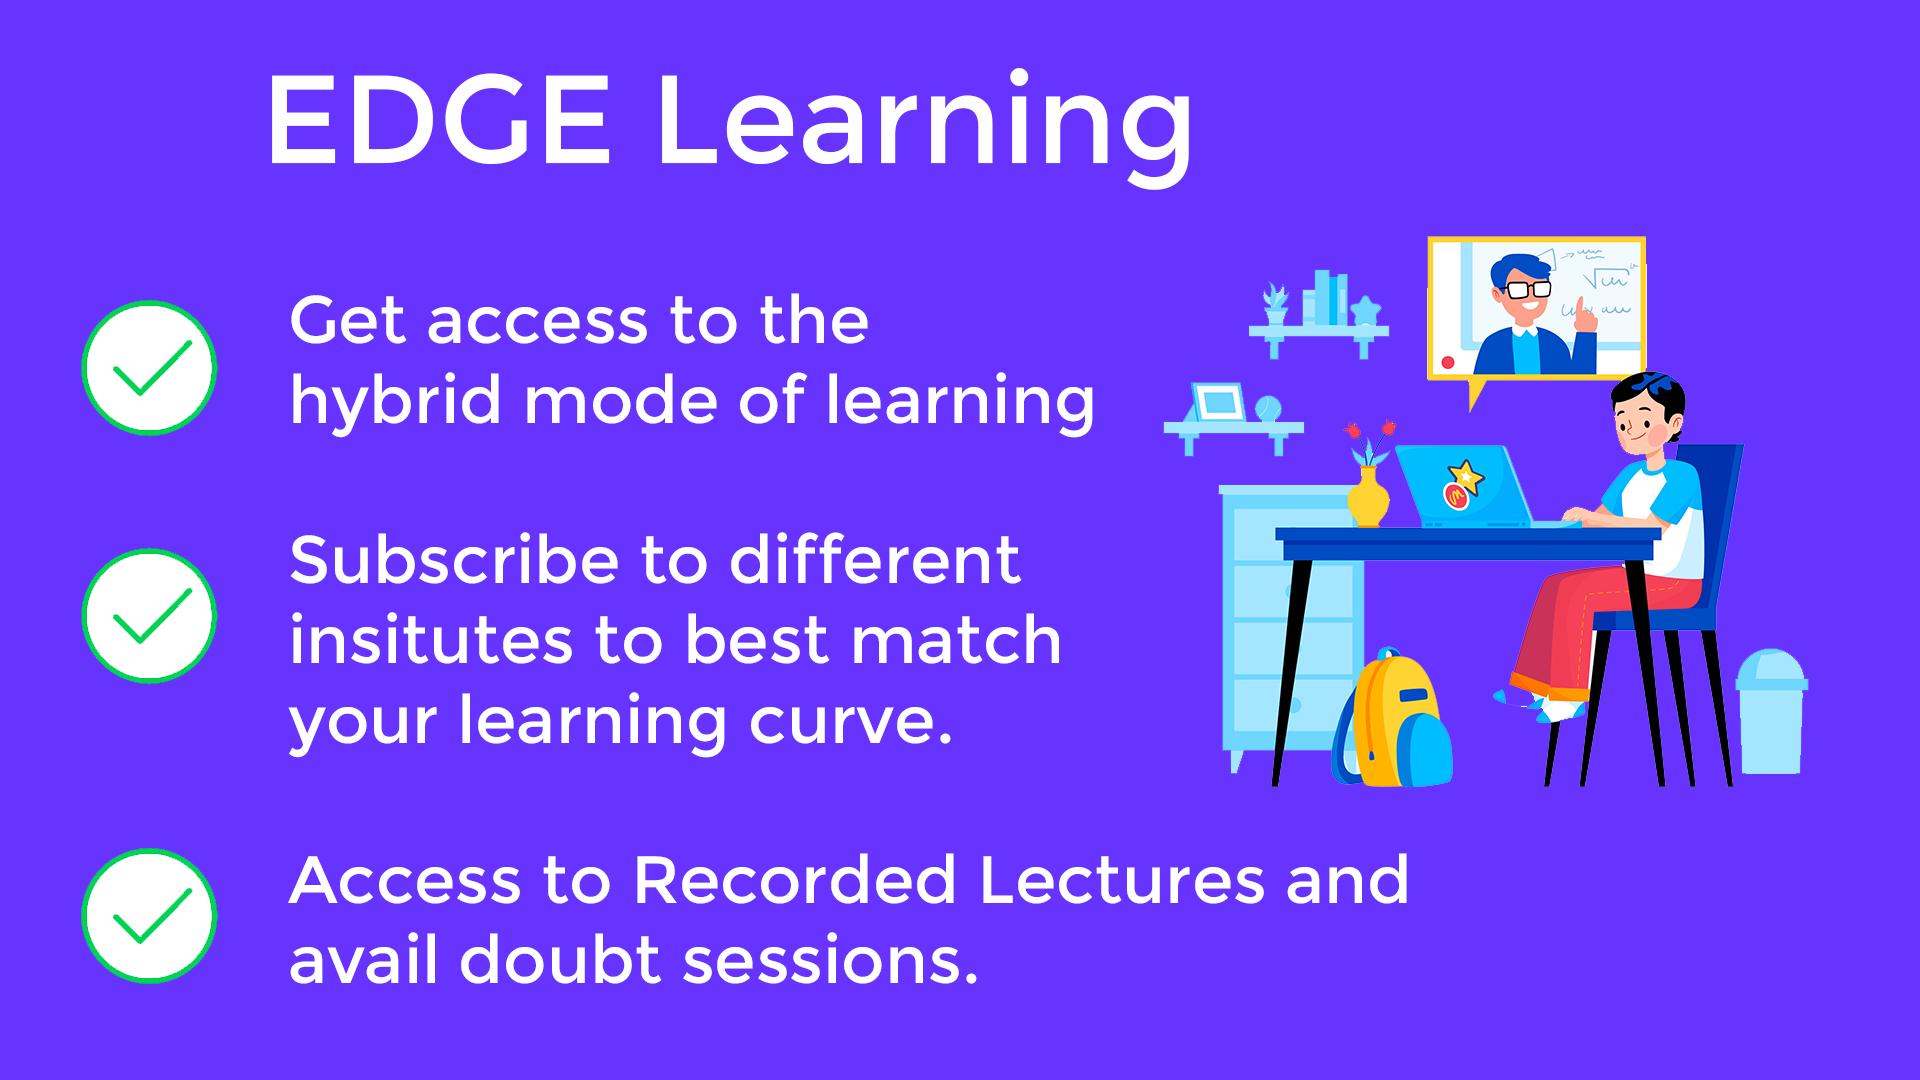 EDGE Learning
Get access to the
hybrid mode of learning
Subscribe to different
insitutes to best match
your learning curve.
Access to Recorded Lectures and
avail doubt sessions.